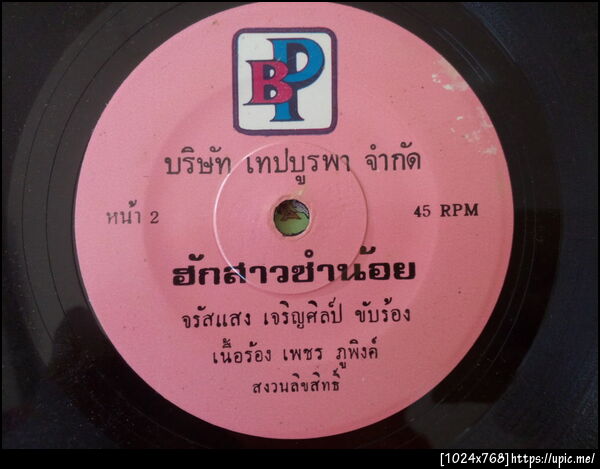 BP
บริษัท เทปบูรพา จำกัด
หน้า 2
45 RPM
ฮักสาวซำน้อย
จรัสแสง เจริญศิลป์ ขับร้อง
เนื้อร้อง เพชร ภูพิงค์
สงวนลิขสิทธิ์
[1024x768]https://upic.me/